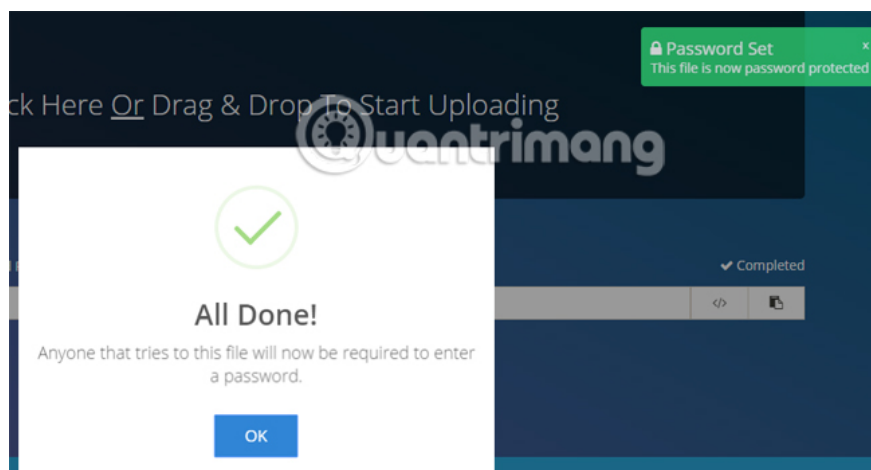 Password Set
x
This file is now password protected
ck Here Or Drag & Drop To Start Uploading
Quantrimang
Completed
</>
All Done!
Anyone that tries to this file will now be required to enter
a password.
OK